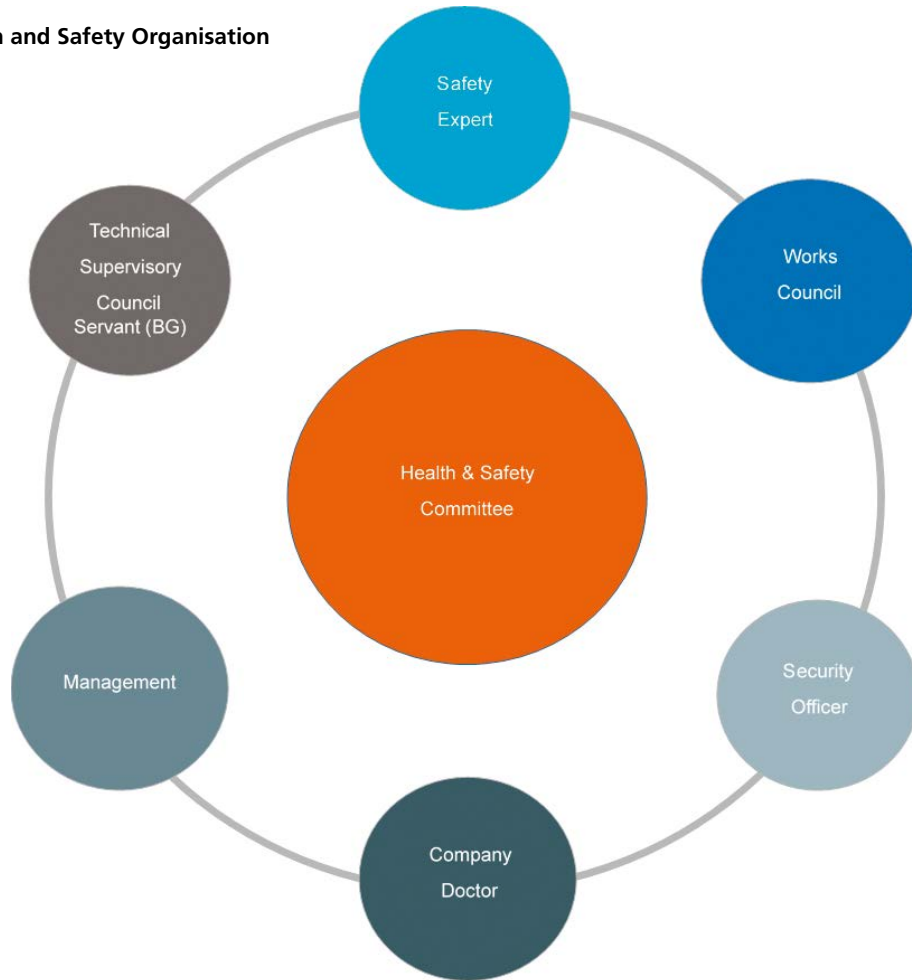 and Safety Organisation
Safety
Expert
Technical
Supervisory
Council
Servant (BG)
Works
Council
Health & Safety
Committee
Management
Security
Officer
Company
Doctor